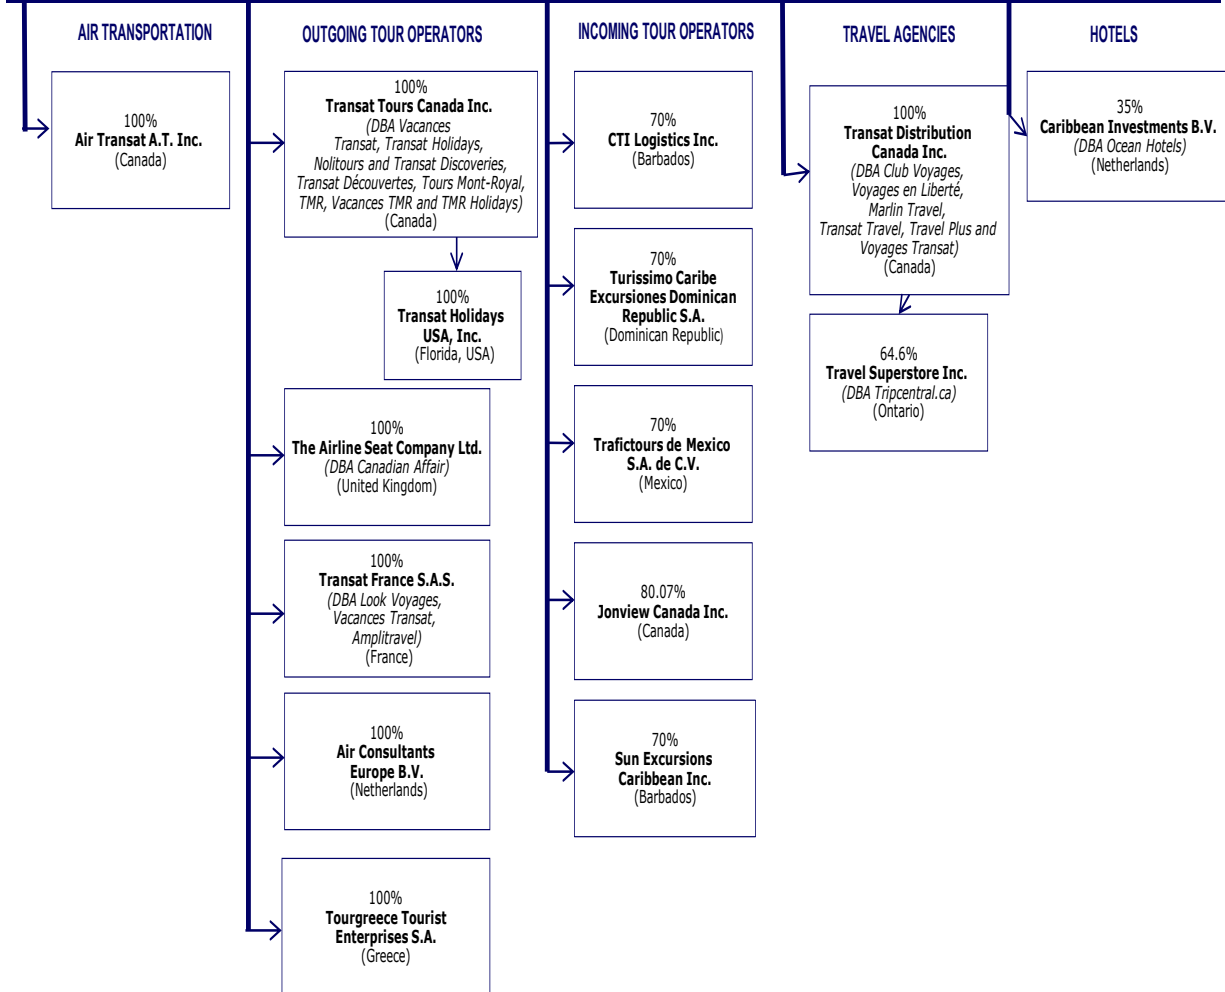 AIR TRANSPORTATION
100%
Air Transat A.T. Inc.
(Canada)
OUTGOING TOUR OPERATORS
100%
Transat Tours Canada Inc.
(DBA Vacances
Transat, Transat Holidays,
Nolitours and Transat Discoveries,
Transat Découvertes, Tours Mont-Royal,
TMR, Vacances TMR and TMR Holidays)
(Canada)
100%
Transat Holidays
USA, Inc.
(Florida, USA)
100%
The Airline Seat Company Ltd.
(DBA Canadian Affair)
(United Kingdom)
100%
Transat France S.A.S.
(DBA Look Voyages,
Vacances Transat,
Amplitravel)
(France)
100%
Air Consultants
Europe B.V.
(Netherlands)
100%
Tourgreece Tourist
Enterprises S.A.
(Greece)
INCOMING TOUR OPERATORS
70%
CTI Logistics Inc.
(Barbados)
70%
Turissimo Caribe
Excursiones Dominican
Republic S.A.
(Dominican Republic)
70%
Trafictours de Mexico
S.A. de C.V.
(Mexico)
80.07%
Jonview Canada Inc.
(Canada)
70%
Sun Excursions
Caribbean Inc.
(Barbados)
TRAVEL AGENCIES
100%
Transat Distribution
Canada Inc.
(DBA Club Voyages,
Voyages en Liberté,
Marlin Travel,
Transat Travel, Travel Plus and
Voyages Transat)
(Canada)
64.6%
Travel Superstore Inc.
(DBA Tripcentral.ca)
(Ontario)
HOTELS
35%
Caribbean Investments B.V.
(DBA Ocean Hotels)
(Netherlands)